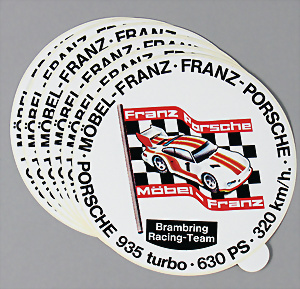 MÖBEL-FRANZ · FRANZ-PORSCHE · PORSCHE 935 turbo · 630 PS · 320 km/h. ·
Franz Porsche
Möbel Franz
Brambring
Racing-Team